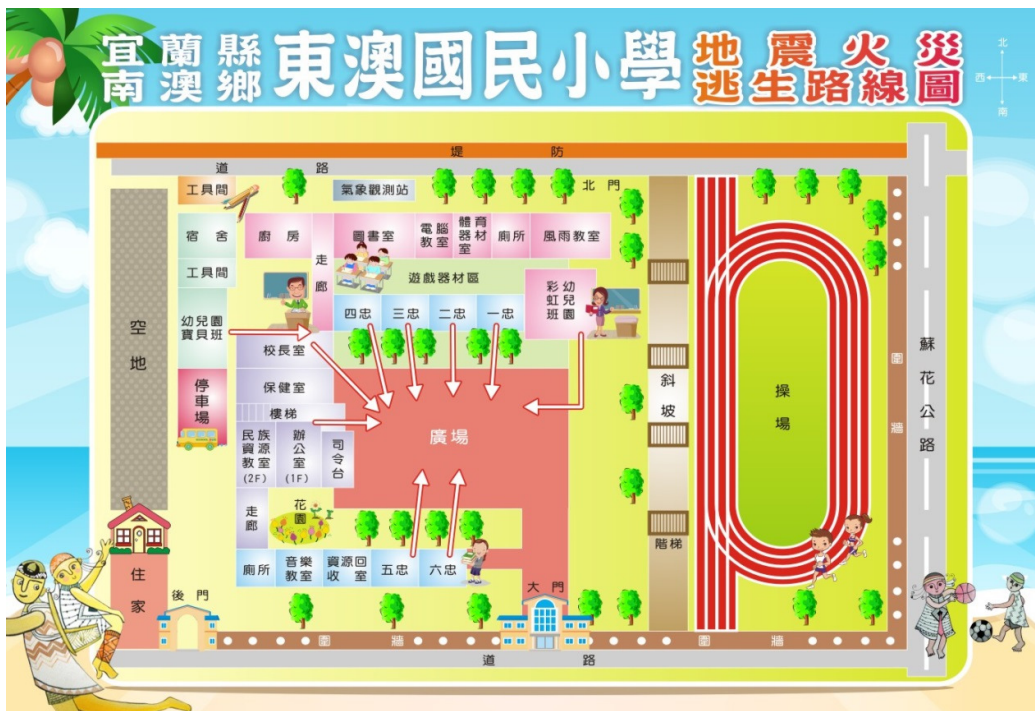 宜蘭縣
南澳鄉
東澳國民小學
地震火災
逃生路線圖
北
西
東
南
堤防
道路
工具間
氣象觀測站
北門
宿舍
廚房
走廊
圖書室
電腦教室
體育器材室
廁所
風雨教室
工具間
遊戲器材區
幼兒園
彩虹班
四忠
三忠
二忠
一忠
幼兒園
寶貝班
校長室
空地
停車場
保健室
樓梯
民族資源教室
(2F)
辦公室
(1F)
司令台
廣場
斜坡
操場
圍牆
蘇花公路
走廊
花園
階梯
廁所
音樂教室
資源回收室
五忠
六忠
住家
後門
大門
圍牆
圍牆
道路